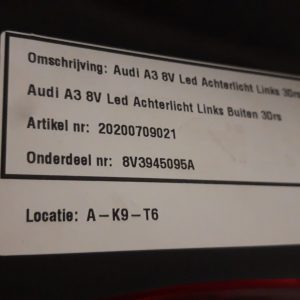 Omschrijving: Audi A3 8V Led Achterlicht Links 3Drs
Audi A3 8V Led Achterlicht Links Buiten 3Drs
Artikel nr: 20200709021
Onderdeel nr: 8V3945095A
Locatie: A-K9-T6